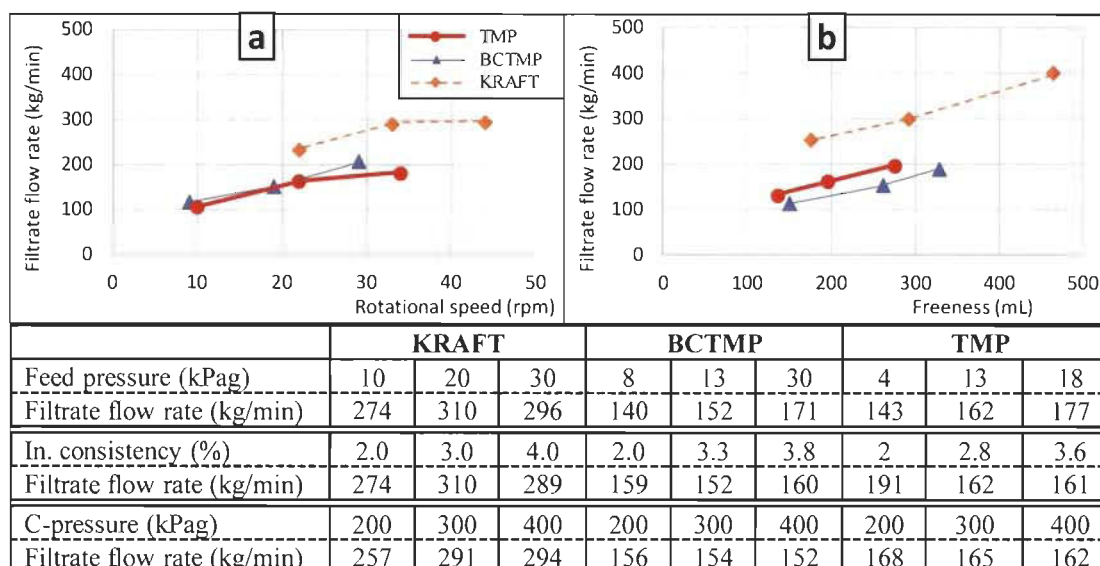 a
TMP
BCTMP
KRAFT
Filtrate flow rate (kg/min)
500
400
300
200
100
0
0 10 20 30 40 50
Rotational speed (rpm)
b
Filtrate flow rate (kg/min)
500
400
300
200
100
0
0 100 200 300 400 500
Freeness (mL)
KRAFT BCTMP TMP
Feed pressure (kPag) 10 20 30 8 13 30 4 13 18
Filtrate flow rate (kg/min) 274 310 296 140 152 171 143 162 177
In. consistency (%) 2.0 3.0 4.0 2.0 3.3 3.8 2 2.8 3.6
Filtrate flow rate (kg/min) 274 310 289 159 152 160 191 162 161
C-pressure (kPag) 200 300 400 200 300 400 200 300 400
Filtrate flow rate (kg/min) 257 291 294 156 154 152 168 165 162